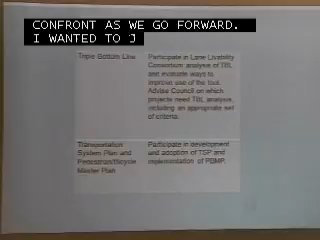 CONFRONT AS WE GO FORWARD.
I WANTED TO J
Triple Bottom Line
Participate in Lane Livability
Consortium analysis of TBL
and evaluate ways to
improve use of the tool.
Advise Council on which
projects need TBL analysis,
including an appropriate set
of criteria.
Transportation
System Plan and
Pedestrian/Bicycle
Master Plan
Participate in development
and adoption of TSP and
implementation of PBMP.